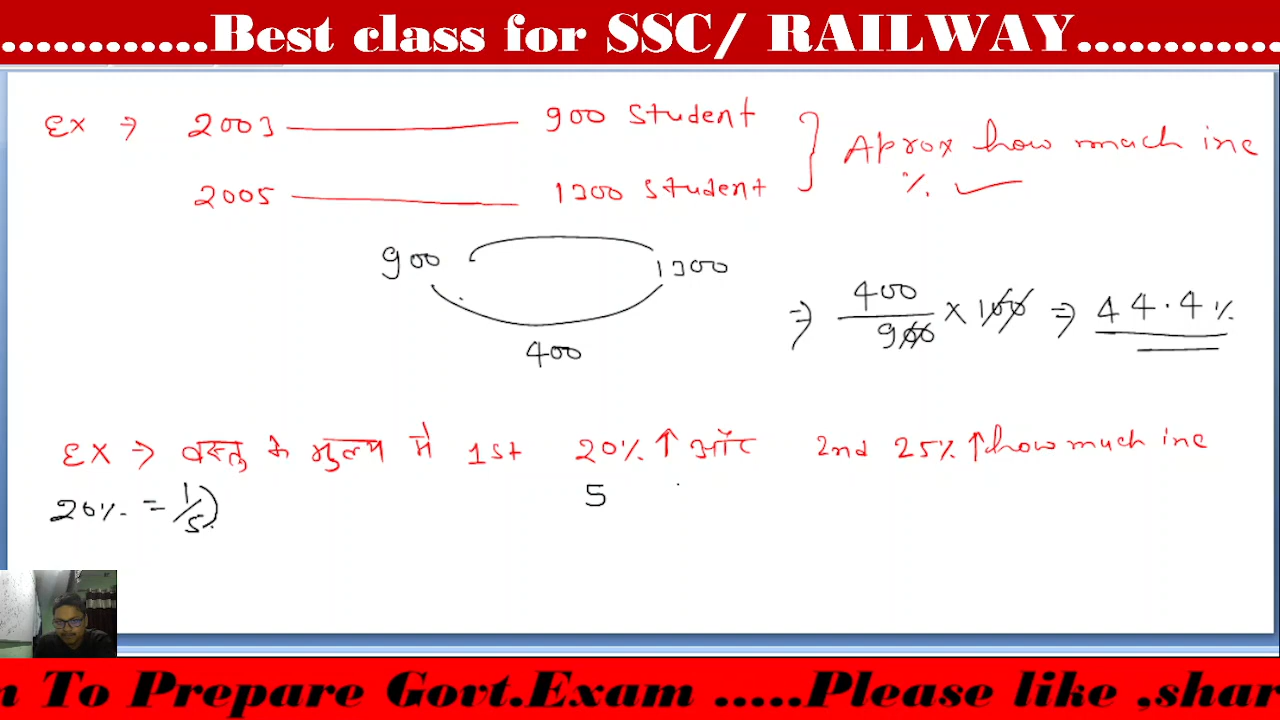 ............Best class for SSC/ RAILWAY............
Ex → 2003 900 student } Aprox how much inc
2005 1300 student % ✓
900 1300
400
⇒ 400/900 × 100 ⇒ 44.4%
Ex → वस्तु के मुल्य मे 1st 20% ↑ और 2nd 25% ↑ how much inc
20% = 1/5) 5
n To Prepare Govt.Exam .....Please like ,shar